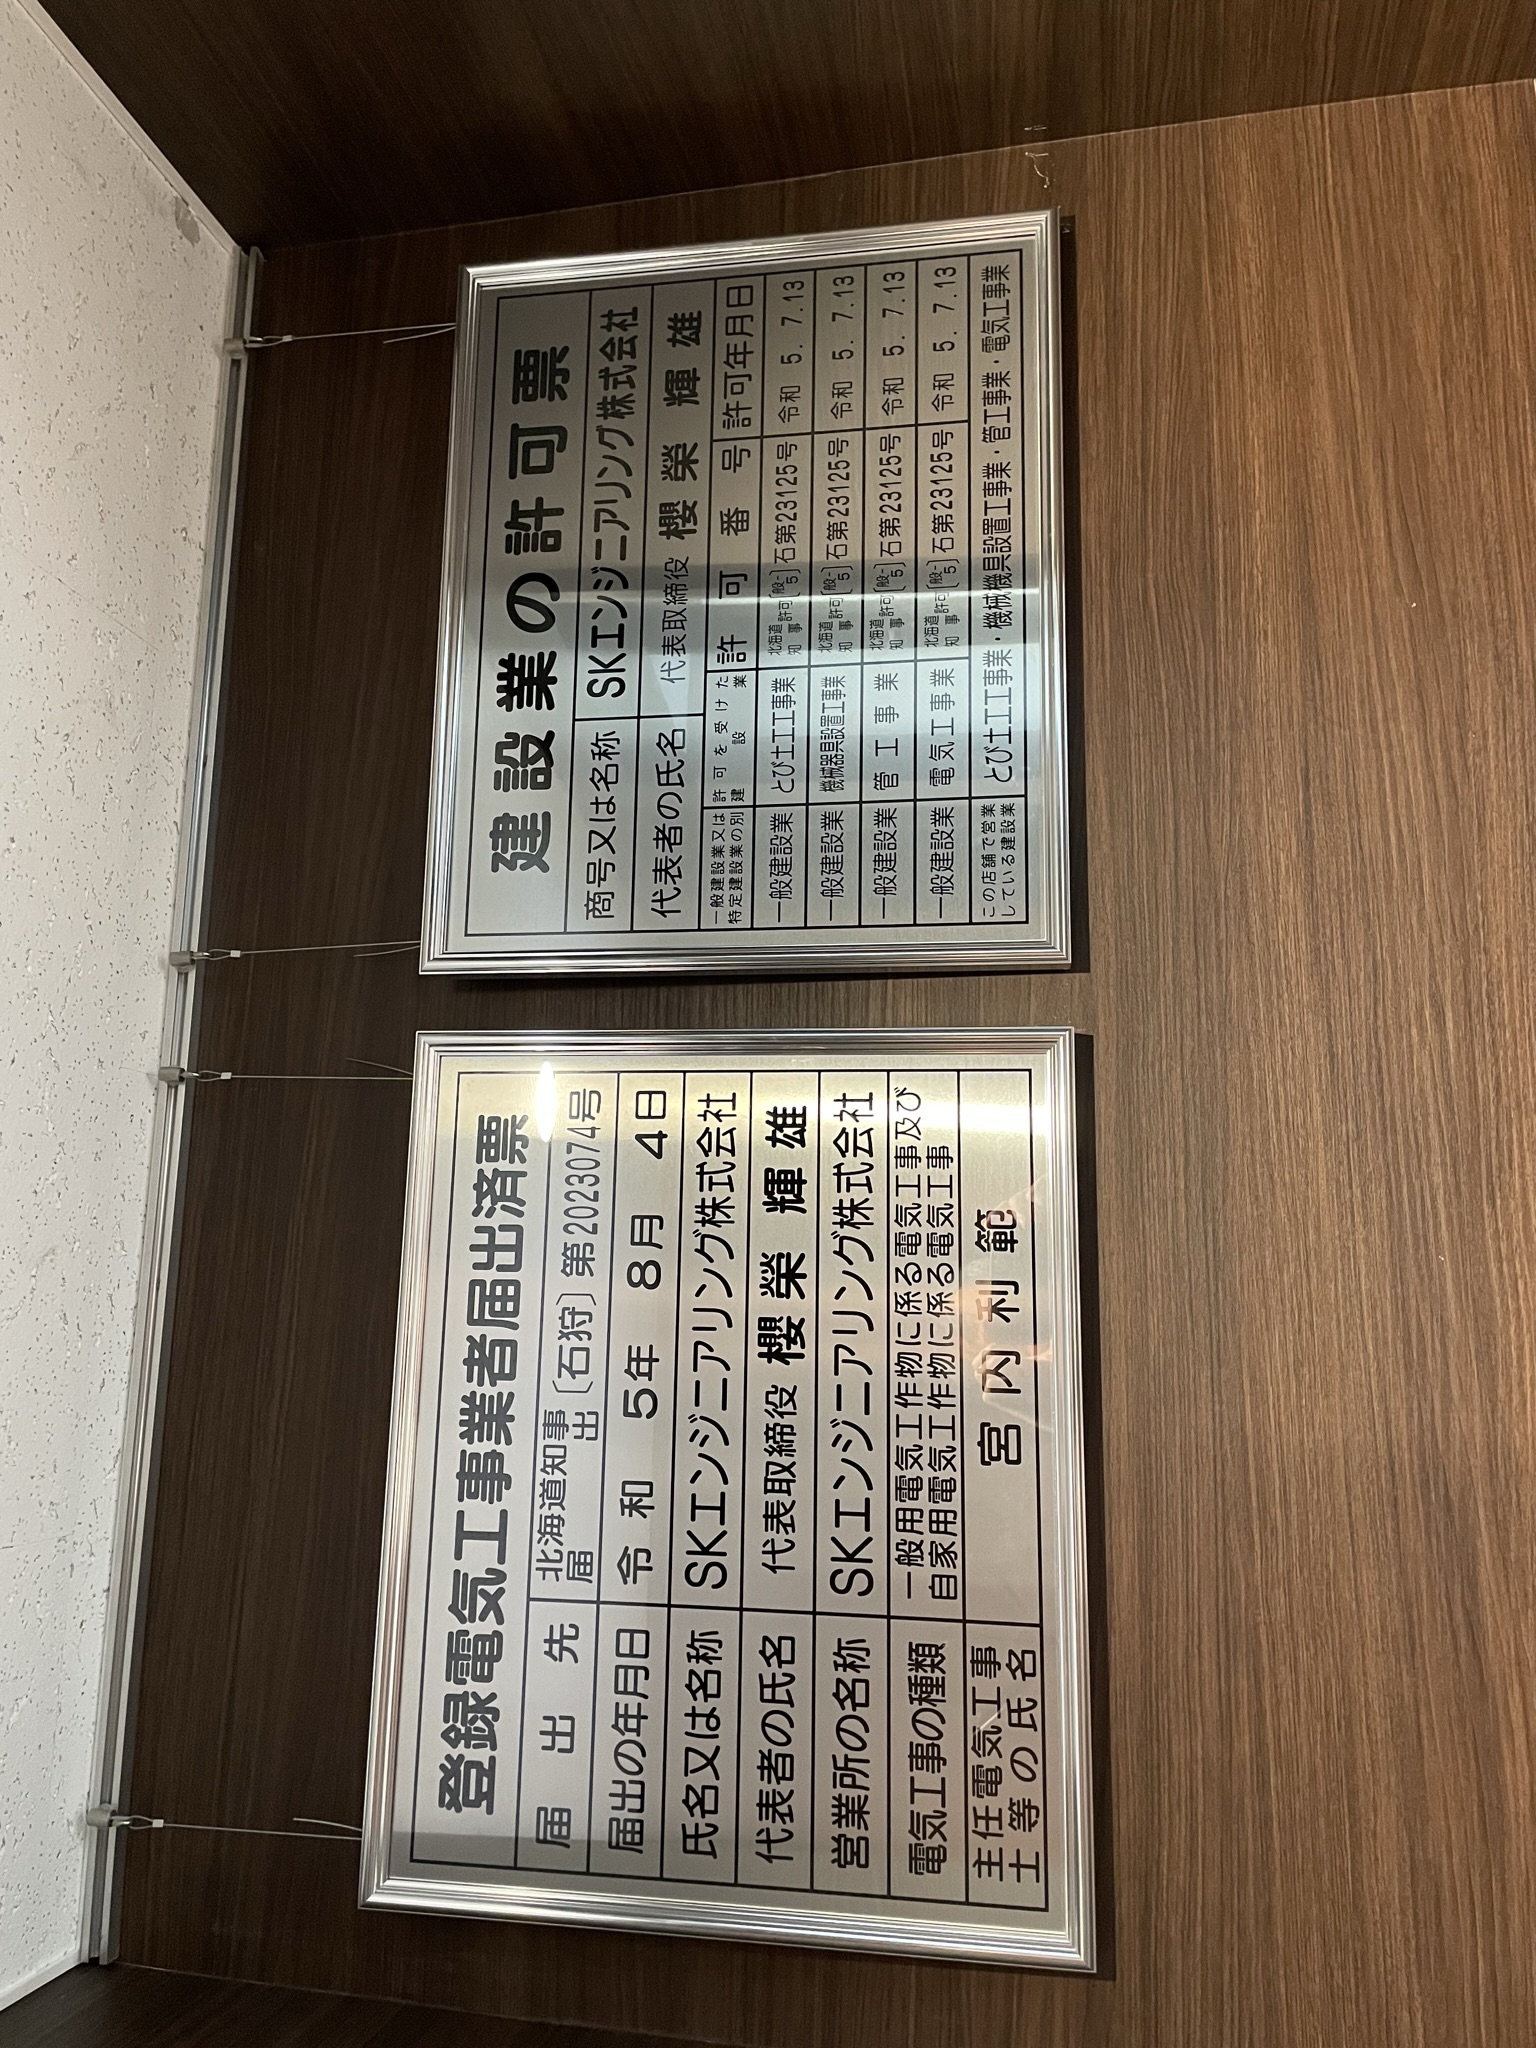 登録電気工事業者届出済票
届出先 北海道知事〔石狩〕第2023074号
届　　出
届出の年月日 令和 5年 8月 4日
氏名又は名称 SKエンジニアリング株式会社
代表者の氏名 代表取締役 櫻榮 輝雄
営業所の名称 SKエンジニアリング株式会社
電気工事の種類 一般用電気工作物に係る電気工事及び
自家用電気工作物に係る電気工事
主任電気工事
士等の氏名 宮内利範
建設業の許可票
商号又は名称 SKエンジニアリング株式会社
代表者の氏名 代表取締役 櫻榮 輝雄
一般建設業又は
特定建設業の別 許可を受けた
建設業 許可番号 許可年月日
一般建設業 とび土工工事業 北海道知事 許可〔般-5〕石第23125号 令和 5. 7.13
一般建設業 機械器具設置工事業 北海道知事 許可〔般-5〕石第23125号 令和 5. 7.13
一般建設業 管工事業 北海道知事 許可〔般-5〕石第23125号 令和 5. 7.13
一般建設業 電気工事業 北海道知事 許可〔般-5〕石第23125号 令和 5. 7.13
この店舗で営業
している建設業 とび土工工事業・機械機具設置工事業・管工事業・電気工事業